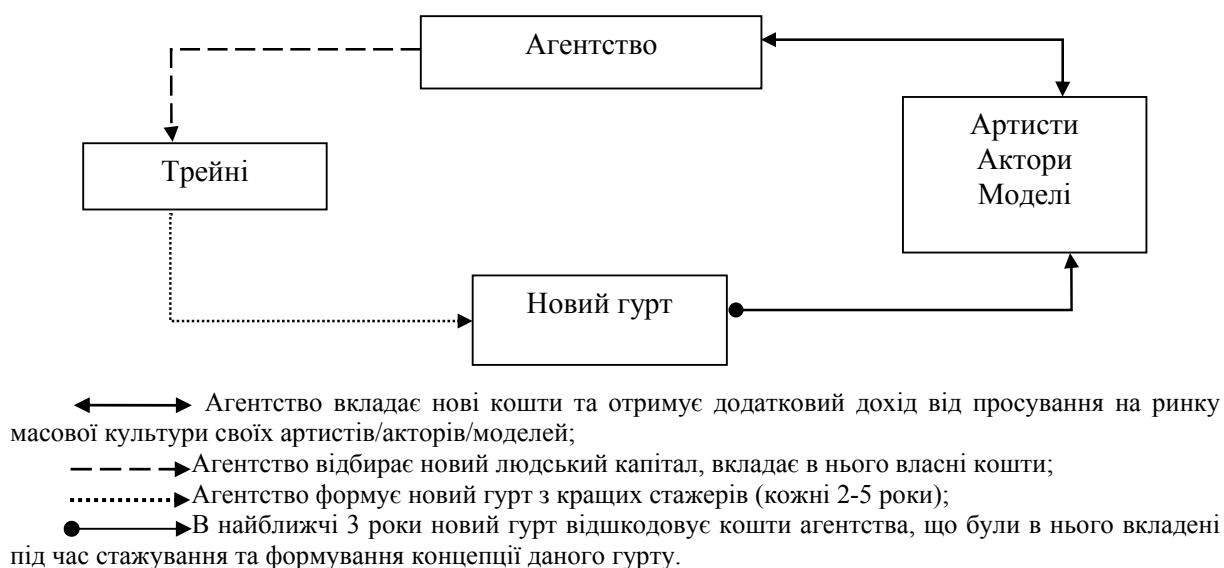 Агентство
Артисти
Актори
Моделі
Трейні
Новий гурт
Агентство вкладає нові кошти та отримує додатковий дохід від просування на ринку
масової культури своїх артистів/акторів/моделей;
Агентство відбирає новий людський капітал, вкладає в нього власні кошти;
Агентство формує новий гурт з кращих стажерів (кожні 2-5 роки);
В найближчі 3 роки новий гурт відшкодовує кошти агентства, що були в нього вкладені
під час стажування та формування концепції даного гурту.